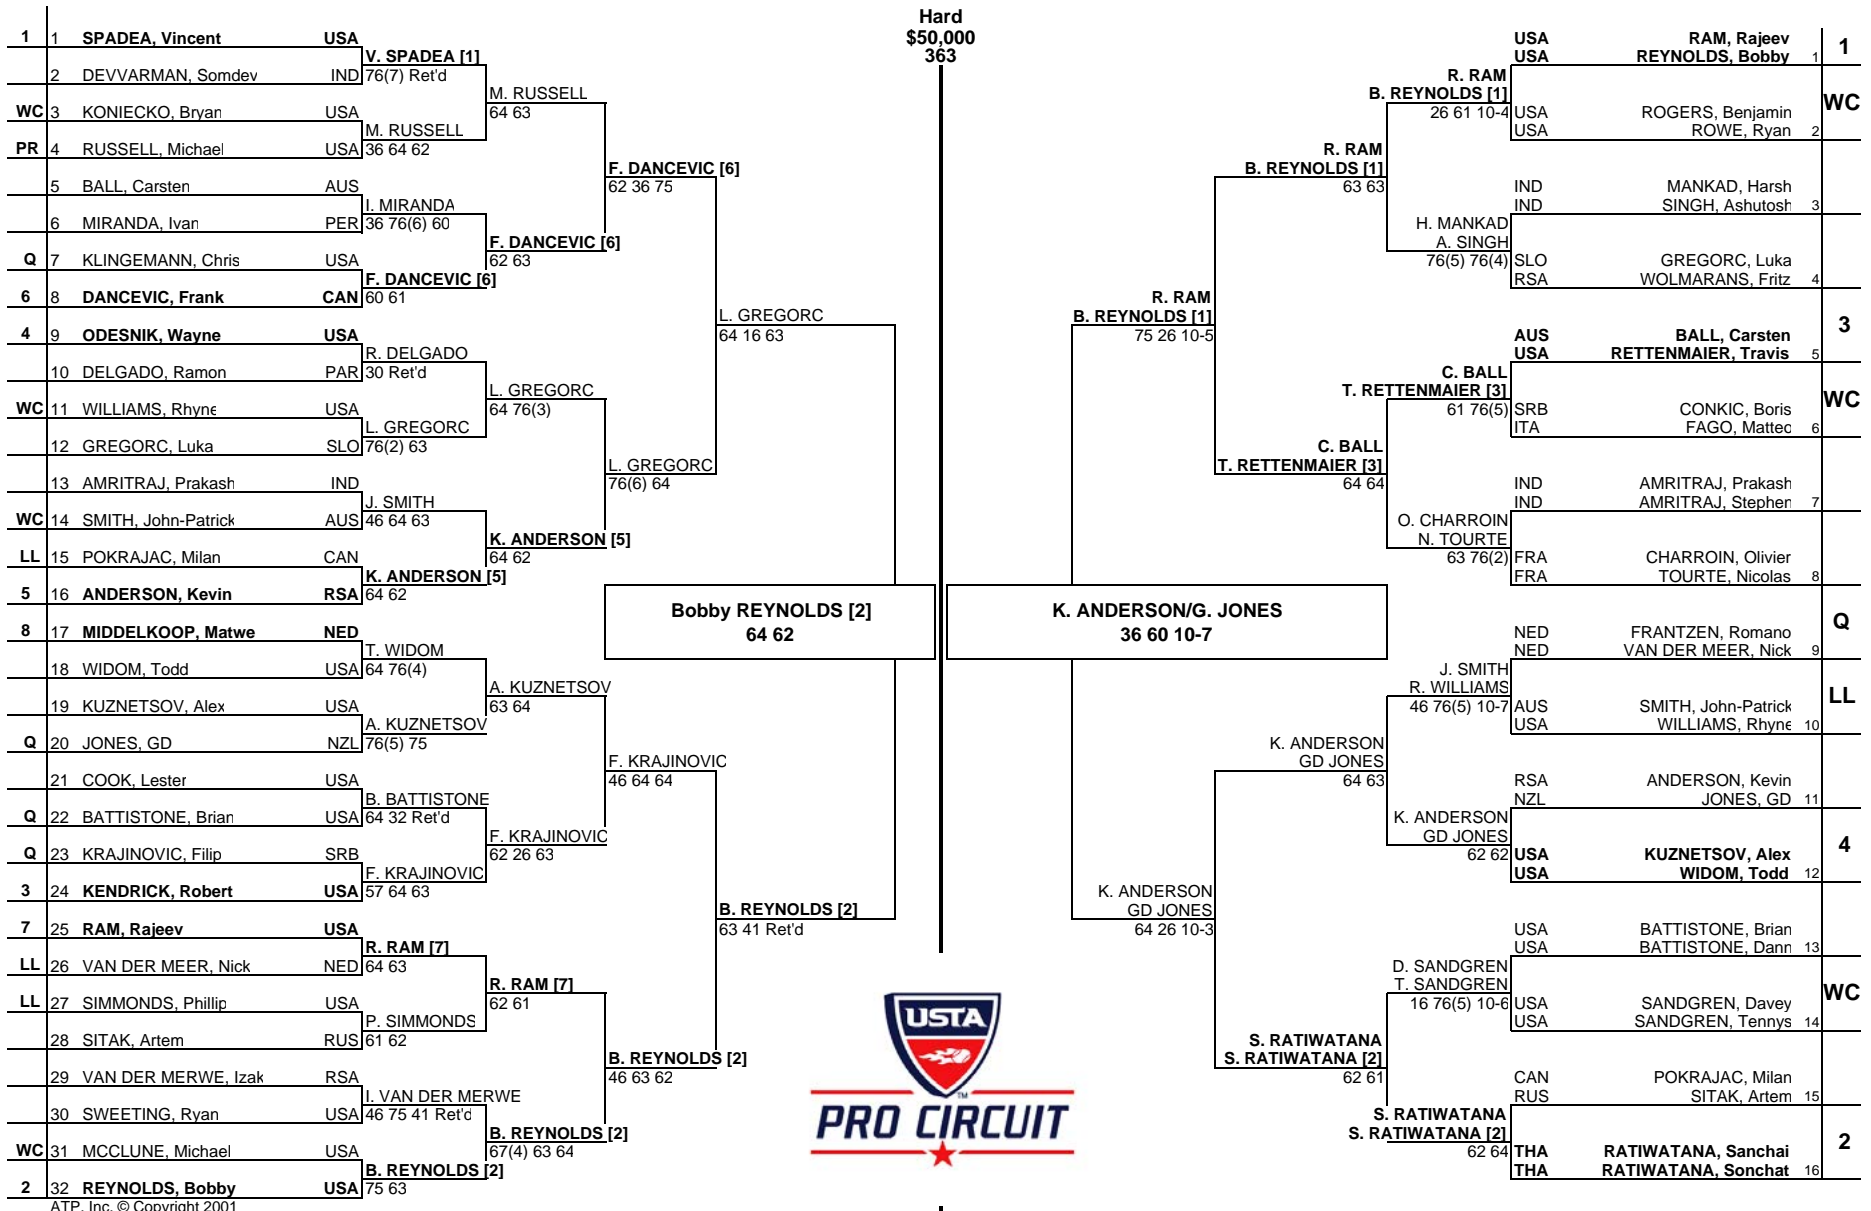 Hard
$50,000
363
1 1 SPADEA, Vincent USA
V. SPADEA [1]
2 DEVVARMAN, Somdev IND 76(7) Ret'd
M. RUSSELL
WC 3 KONIECKO, Bryan USA 64 63
M. RUSSELL
PR 4 RUSSELL, Michael USA 36 64 62
F. DANCEVIC [6]
5 BALL, Carsten AUS 62 36 75
I. MIRANDA
6 MIRANDA, Ivan PER 36 76(6) 60
F. DANCEVIC [6]
Q 7 KLINGEMANN, Chris USA 62 63
F. DANCEVIC [6]
6 8 DANCEVIC, Frank CAN 60 61
L. GREGORC
4 9 ODESNIK, Wayne USA 64 16 63
R. DELGADO
10 DELGADO, Ramon PAR 30 Ret'd
L. GREGORC
WC 11 WILLIAMS, Rhyne USA 64 76(3)
L. GREGORC
12 GREGORC, Luka SLO 76(2) 63
L. GREGORC
13 AMRITRAJ, Prakash IND 76(6) 64
J. SMITH
WC 14 SMITH, John-Patrick AUS 46 64 63
K. ANDERSON [5]
LL 15 POKRAJAC, Milan CAN 64 62
K. ANDERSON [5]
5 16 ANDERSON, Kevin RSA 64 62
Bobby REYNOLDS [2]
64 62
8 17 MIDDELKOOP, Matwe NED
T. WIDOM
18 WIDOM, Todd USA 64 76(4)
A. KUZNETSOV
19 KUZNETSOV, Alex USA 63 64
A. KUZNETSOV
Q 20 JONES, GD NZL 76(5) 75
F. KRAJINOVIC
21 COOK, Lester USA 46 64 64
B. BATTISTONE
Q 22 BATTISTONE, Brian USA 64 32 Ret'd
F. KRAJINOVIC
Q 23 KRAJINOVIC, Filip SRB 62 26 63
F. KRAJINOVIC
3 24 KENDRICK, Robert USA 57 64 63
B. REYNOLDS [2]
7 25 RAM, Rajeev USA 63 41 Ret'd
R. RAM [7]
LL 26 VAN DER MEER, Nick NED 64 63
R. RAM [7]
LL 27 SIMMONDS, Phillip USA 62 61
P. SIMMONDS
28 SITAK, Artem RUS 61 62
B. REYNOLDS [2]
29 VAN DER MERWE, Izak RSA 46 63 62
I. VAN DER MERWE
30 SWEETING, Ryan USA 46 75 41 Ret'd
B. REYNOLDS [2]
WC 31 MCCLUNE, Michael USA 67(4) 63 64
B. REYNOLDS [2]
2 32 REYNOLDS, Bobby USA 75 63
ATP, Inc. © Copyright 2001
USA RAM, Rajeev 1
USA REYNOLDS, Bobby 1
R. RAM
B. REYNOLDS [1] WC
26 61 10-4 USA ROGERS, Benjamin
USA ROWE, Ryan 2
R. RAM
B. REYNOLDS [1]
63 63 IND MANKAD, Harsh
IND SINGH, Ashutosh 3
H. MANKAD
A. SINGH
76(5) 76(4) SLO GREGORC, Luka
RSA WOLMARANS, Fritz 4
R. RAM
B. REYNOLDS [1] 3
75 26 10-5 AUS BALL, Carsten
USA RETTENMAIER, Travis 5
C. BALL
T. RETTENMAIER [3] WC
61 76(5) SRB CONKIC, Boris
ITA FAGO, Matteo 6
C. BALL
T. RETTENMAIER [3]
64 64 IND AMRITRAJ, Prakash
IND AMRITRAJ, Stephen 7
O. CHARROIN
N. TOURTE
63 76(2) FRA CHARROIN, Olivier
FRA TOURTE, Nicolas 8
K. ANDERSON/G. JONES
36 60 10-7
Q
NED FRANTZEN, Romano
NED VAN DER MEER, Nick 9
J. SMITH
R. WILLIAMS LL
46 76(5) 10-7 AUS SMITH, John-Patrick
USA WILLIAMS, Rhyne 10
K. ANDERSON
GD JONES
64 63 RSA ANDERSON, Kevin
NZL JONES, GD 11
K. ANDERSON
GD JONES 4
62 62 USA KUZNETSOV, Alex
USA WIDOM, Todd 12
K. ANDERSON
GD JONES
64 26 10-3 USA BATTISTONE, Brian
USA BATTISTONE, Dann 13
D. SANDGREN
T. SANDGREN WC
16 76(5) 10-6 USA SANDGREN, Davey
USA SANDGREN, Tennys 14
S. RATIWATANA
S. RATIWATANA [2]
62 61 CAN POKRAJAC, Milan
RUS SITAK, Artem 15
S. RATIWATANA
S. RATIWATANA [2] 2
62 64 THA RATIWATANA, Sanchai
THA RATIWATANA, Sonchat 16
USTA
TM
PRO CIRCUIT